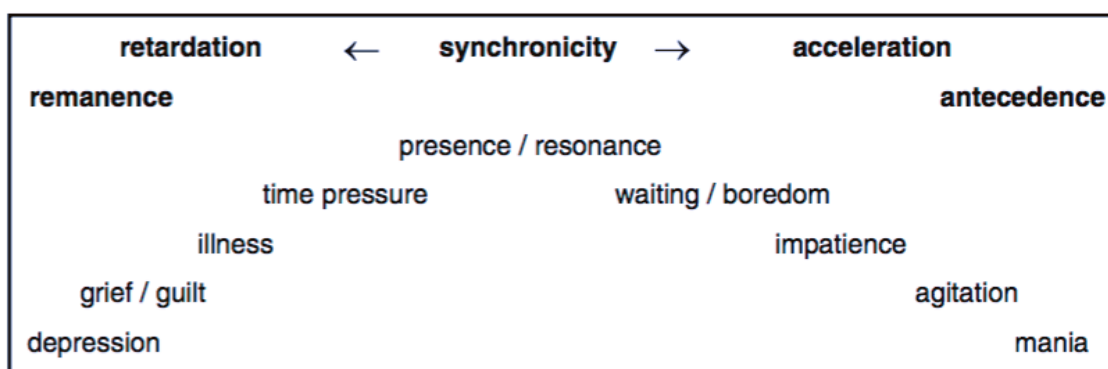 retardation ← synchronicity → acceleration
remanence antecedence
presence / resonance
time pressure waiting / boredom
illness impatience
grief / guilt agitation
depression mania